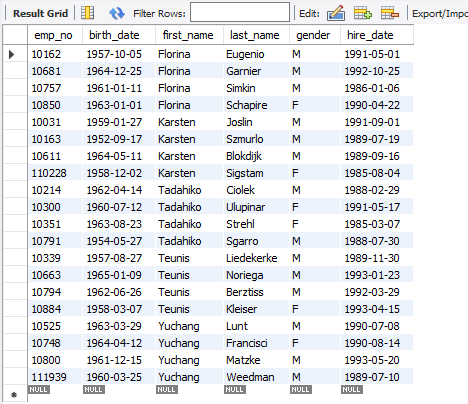 Result Grid Filter Rows: Edit: Export/Impo
emp_no birth_date first_name last_name gender hire_date
10162 1957-10-05 Florina Eugenio M 1991-05-01
10681 1964-12-25 Florina Garnier M 1992-10-25
10757 1961-01-11 Florina Simkin M 1986-01-06
10850 1963-01-01 Florina Schapire F 1990-04-22
10031 1959-01-27 Karsten Joslin M 1991-09-01
10163 1952-09-17 Karsten Szmurlo M 1989-07-19
10611 1964-05-11 Karsten Blokdijk M 1989-09-16
110228 1958-12-02 Karsten Sigstam F 1985-08-04
10214 1962-04-14 Tadahiko Ciolek M 1988-02-29
10300 1960-07-12 Tadahiko Ulupinar F 1991-05-17
10351 1963-08-23 Tadahiko Strehl F 1985-03-07
10791 1954-05-27 Tadahiko Sgarro M 1988-07-30
10339 1957-08-27 Teunis Liedekerke M 1989-11-30
10663 1965-01-09 Teunis Noriega M 1993-01-23
10794 1962-06-26 Teunis Berztiss M 1992-03-29
10884 1958-03-07 Teunis Kleiser F 1993-04-15
10525 1963-03-29 Yuchang Lunt M 1990-07-08
10748 1964-04-12 Yuchang Francisci F 1990-08-14
10800 1961-12-15 Yuchang Matzke M 1993-05-20
111939 1960-03-25 Yuchang Weedman M 1989-07-10
NULL NULL NULL NULL NULL NULL